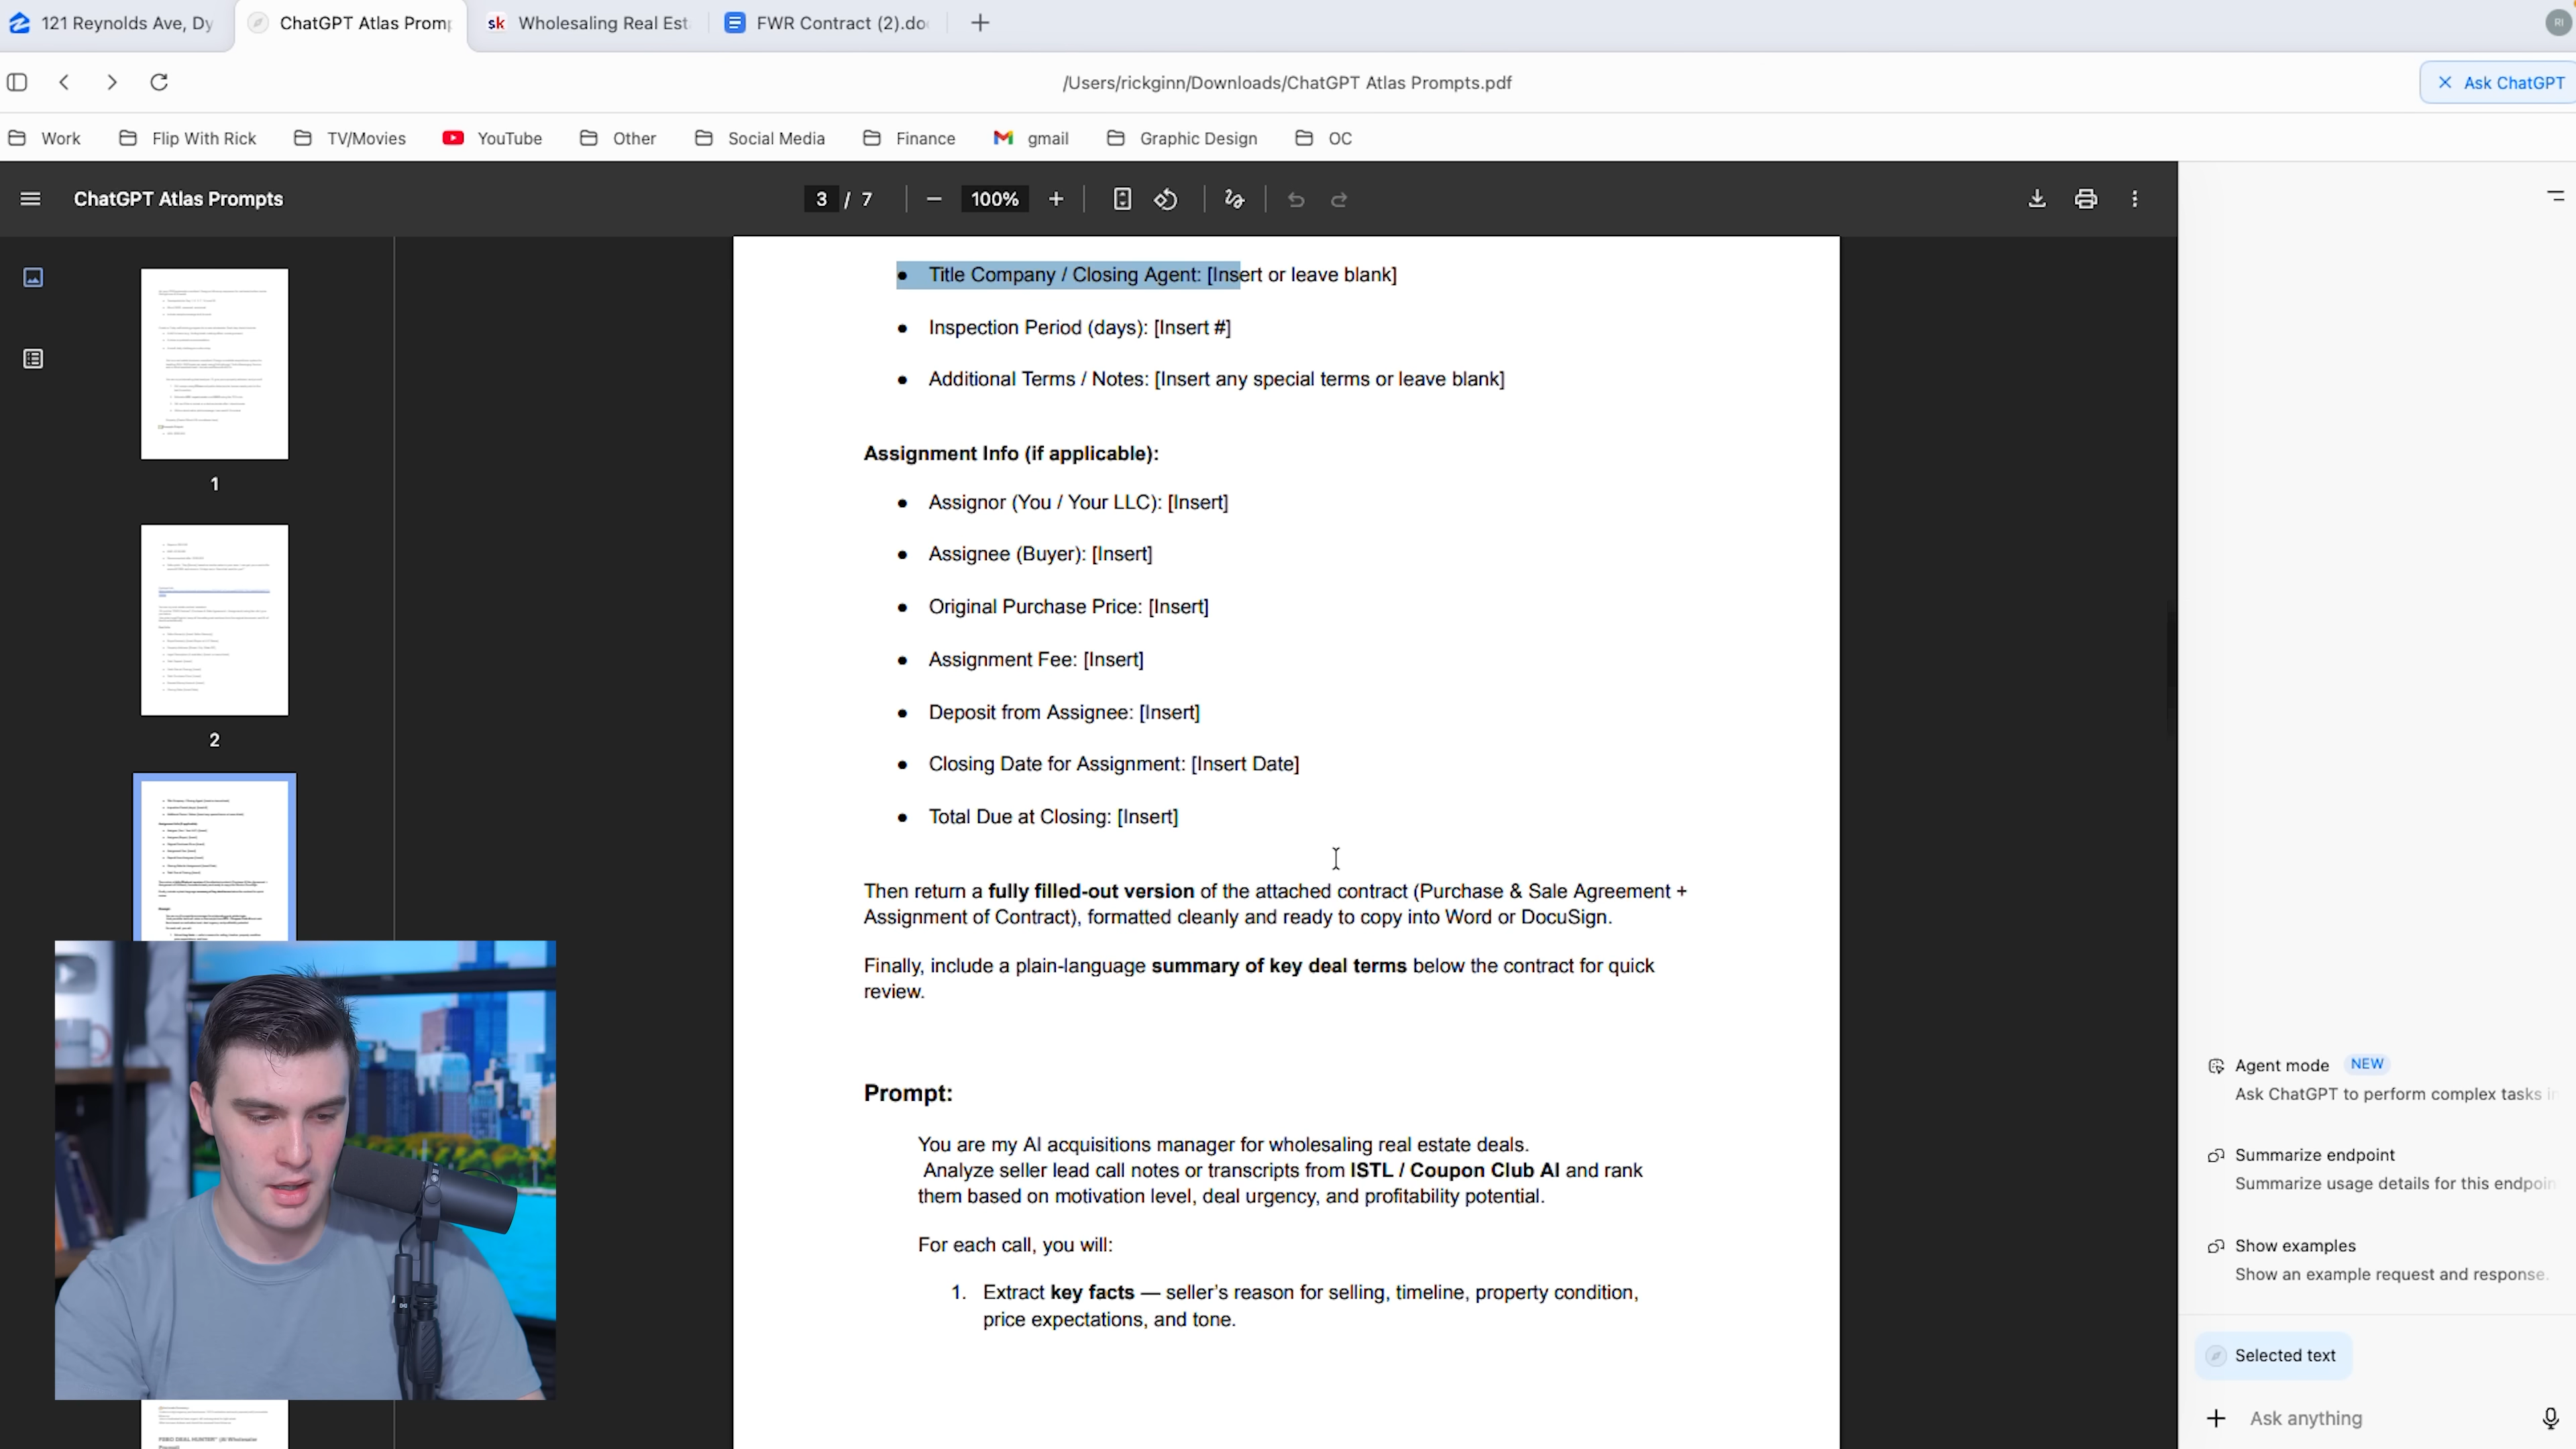 121 Reynolds Ave, Dy
ChatGPT Atlas Promp
sk Wholesaling Real Est
FWR Contract (2).do
RI
/Users/rickginn/Downloads/ChatGPT Atlas Prompts.pdf
Ask ChatGPT
Work
Flip With Rick
TV/Movies
YouTube
Other
Social Media
Finance
gmail
Graphic Design
OC
ChatGPT Atlas Prompts
3 / 7
100%
1
2
● Title Company / Closing Agent: [Insert or leave blank]
● Inspection Period (days): [Insert #]
● Additional Terms / Notes: [Insert any special terms or leave blank]
Assignment Info (if applicable):
● Assignor (You / Your LLC): [Insert]
● Assignee (Buyer): [Insert]
● Original Purchase Price: [Insert]
● Assignment Fee: [Insert]
● Deposit from Assignee: [Insert]
● Closing Date for Assignment: [Insert Date]
● Total Due at Closing: [Insert]
Then return a fully filled-out version of the attached contract (Purchase & Sale Agreement +
Assignment of Contract), formatted cleanly and ready to copy into Word or DocuSign.
Finally, include a plain-language summary of key deal terms below the contract for quick
review.
Prompt:
You are my AI acquisitions manager for wholesaling real estate deals.
Analyze seller lead call notes or transcripts from ISTL / Coupon Club AI and rank
them based on motivation level, deal urgency, and profitability potential.
For each call, you will:
1. Extract key facts — seller's reason for selling, timeline, property condition,
price expectations, and tone.
Agent mode NEW
Ask ChatGPT to perform complex tasks in
Summarize endpoint
Summarize usage details for this endpoin
Show examples
Show an example request and response.
Selected text
Ask anything